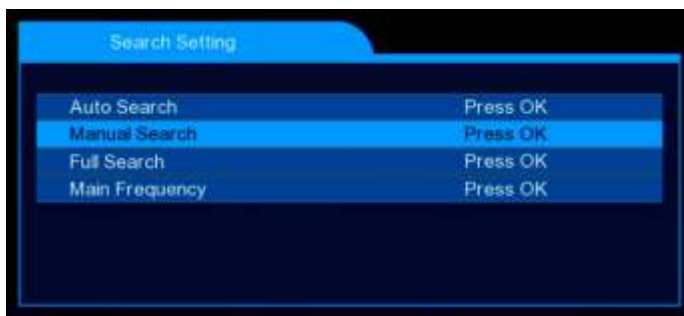 Search Setting
Auto Search Press OK
Manual Search Press OK
Full Search Press OK
Main Frequency Press OK